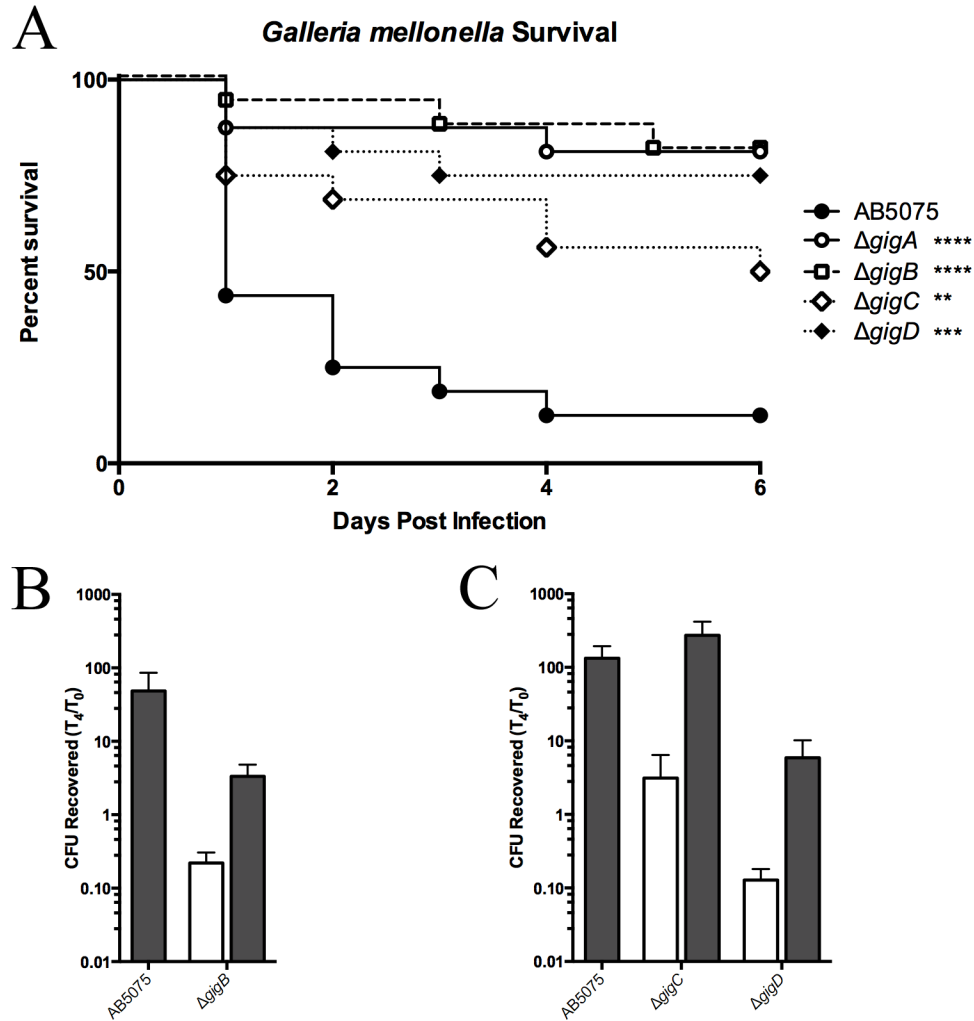 A
Galleria mellonella Survival
100
50
0
Percent survival
0 2 4 6
Days Post Infection
AB5075
ΔgigA ****
ΔgigB ****
ΔgigC **
ΔgigD ***
B
1000
100
10
1
0.10
0.01
CFU Recovered (T4/T0)
AB5075
ΔgigB
C
1000
100
10
1
0.10
0.01
CFU Recovered (T4/T0)
AB5075
ΔgigC
ΔgigD